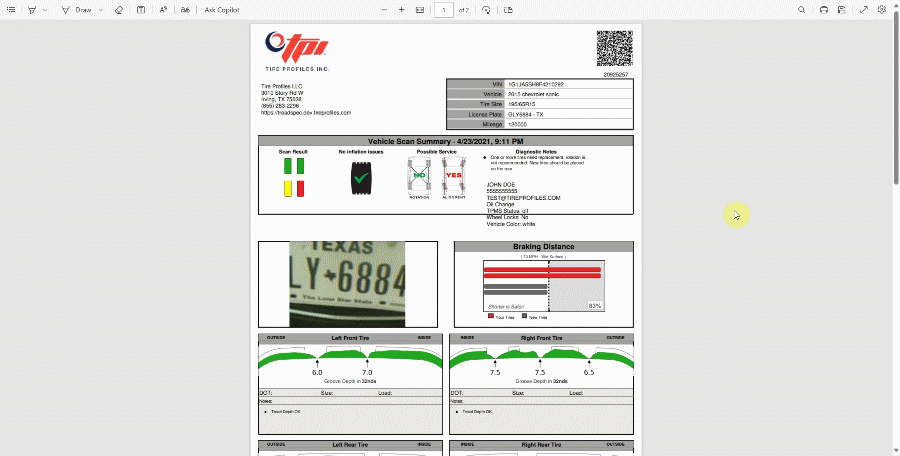 Draw
Ask Copilot
1 of 2
tpi
TIRE PROFILES INC.
20925257
Tire Profiles LLC
3010 Story Rd W
Irving, TX 75038
(855) 283-2296
https://treadspec.dev.tireprofiles.com
VIN 1G1JA5SH9F4210292
Vehicle 2015 chevrolet sonic
Tire Size 195/65R15
License Plate GLY6884 - TX
Mileage 120000
Vehicle Scan Summary - 4/23/2021, 9:11 PM
Scan Result
No inflation issues
Possible Service
NO
ROTATION
YES
ALIGNMENT
Diagnostic Notes
One or more tires need replacement, rotation is
not recommended. New tires should be placed
on the rear.
JOHN DOE
5555555555
TEST@TIREPROFILES.COM
Oil Change
TPMS Status: off
Wheel Locks: No
Vehicle Color: white
TEXAS
LY 6884
The Lone Star State
Braking Distance
( 70 MPH - Wet Surface )
Shorter is Safer!
83%
Your Tires
New Tires
OUTSIDE Left Front Tire INSIDE
6.0 7.0
Groove Depth in 32nds
DOT: Size: Load:
Notes:
Tread Depth OK
INSIDE Right Front Tire OUTSIDE
7.5 7.5 6.5
Groove Depth in 32nds
DOT: Size: Load:
Notes:
Tread Depth OK
OUTSIDE Left Rear Tire INSIDE
INSIDE Right Rear Tire OUTSIDE